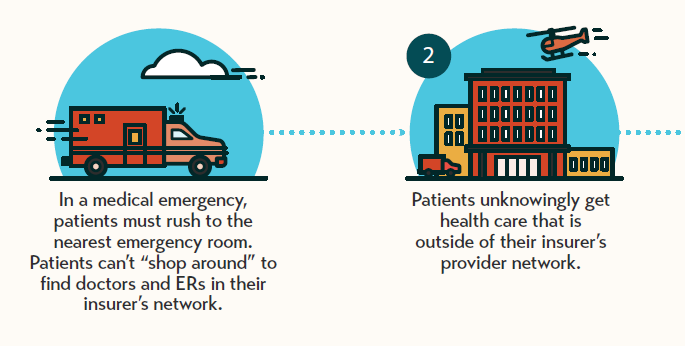 In a medical emergency,
patients must rush to the
nearest emergency room.
Patients can't “shop around” to
find doctors and ERs in their
insurer's network.
2
Patients unknowingly get
health care that is
outside of their insurer's
provider network.